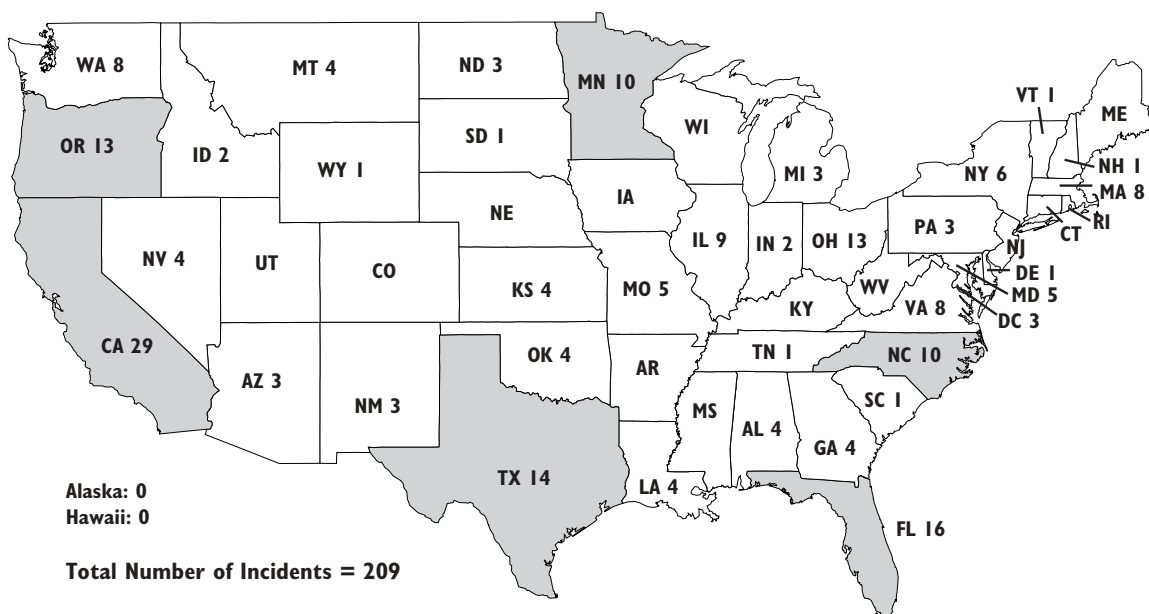 WA 8
MT 4
ND 3
MN 10
VT 1
ME
OR 13
ID 2
SD 1
WI
WY 1
MI 3
NY 6
NH 1
MA 8
NE
IA
RI
CT
PA 3
NV 4
UT
CO
IL 9
IN 2
OH 13
NJ
DE 1
KS 4
MO 5
WV
MD 5
KY
VA 8
DC 3
CA 29
OK 4
TN 1
NC 10
AZ 3
AR
NM 3
SC 1
MS
AL 4
GA 4
TX 14
LA 4
Alaska: 0
Hawaii: 0
FL 16
Total Number of Incidents = 209